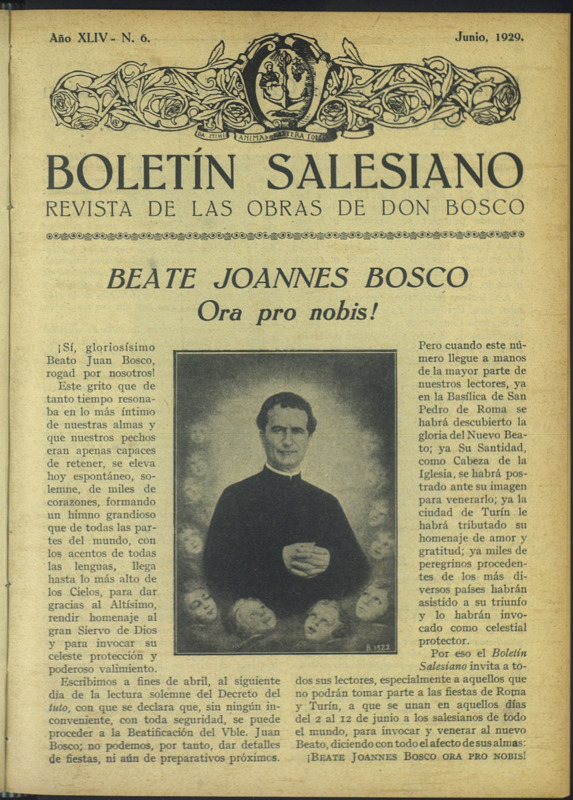 Año XLIV - N. 6.
Junio, 1929.
DA MIHI ANIMAS CÆTERA TOLLE
BOLETÍN SALESIANO
REVISTA DE LAS OBRAS DE DON BOSCO
BEATE JOANNES BOSCO
Ora pro nobis!
¡Sí, gloriosísimo
Beato Juan Bosco,
rogad por nosotros!
Este grito que de
tanto tiempo resona-
ba en lo más íntimo
de nuestras almas y
que nuestros pechos
eran apenas capaces
de retener, se eleva
hoy espontáneo, so-
lemne, de miles de
corazones, formando
un himno grandioso
que de todas las par-
tes del mundo, con
los acentos de todas
las lenguas, llega
hasta lo más alto de
los Cielos, para dar
gracias al Altísimo,
rendir homenaje al
gran Siervo de Dios
y para invocar su
celeste protección y
poderoso valimiento.
Escribimos a fines de abril, al siguiente
día de la lectura solemne del Decreto del
tuto, con que se declara que, sin ningún in-
conveniente, con toda seguridad, se puede
proceder a la Beatificación del Vble. Juan
Bosco; no podemos, por tanto, dar detalles
de fiestas, ni aún de preparativos próximos.
Pero cuando este nú-
mero llegue a manos
de la mayor parte de
nuestros lectores, ya
en la Basílica de San
Pedro de Roma se
habrá descubierto la
gloria del Nuevo Bea-
to; ya Su Santidad,
como Cabeza de la
Iglesia, se habrá pos-
trado ante su imagen
para venerarlo; ya la
ciudad de Turín le
habrá tributado su
homenaje de amor y
gratitud; ya miles de
peregrinos proceden-
tes de los más di-
versos países habrán
asistido a su triunfo
y lo habrán invo-
cado como celestial
protector.
Por eso el Boletín
Salesiano invita a to-
dos sus lectores, especialmente a aquellos que
no podrán tomar parte a las fiestas de Roma
y Turín, a que se unan en aquellos días
del 2 al 12 de junio a los salesianos de todo
el mundo, para invocar y venerar al nuevo
Beato, diciendo con todo el afecto de sus almas:
¡BEATE JOANNES BOSCO ORA PRO NOBIS!